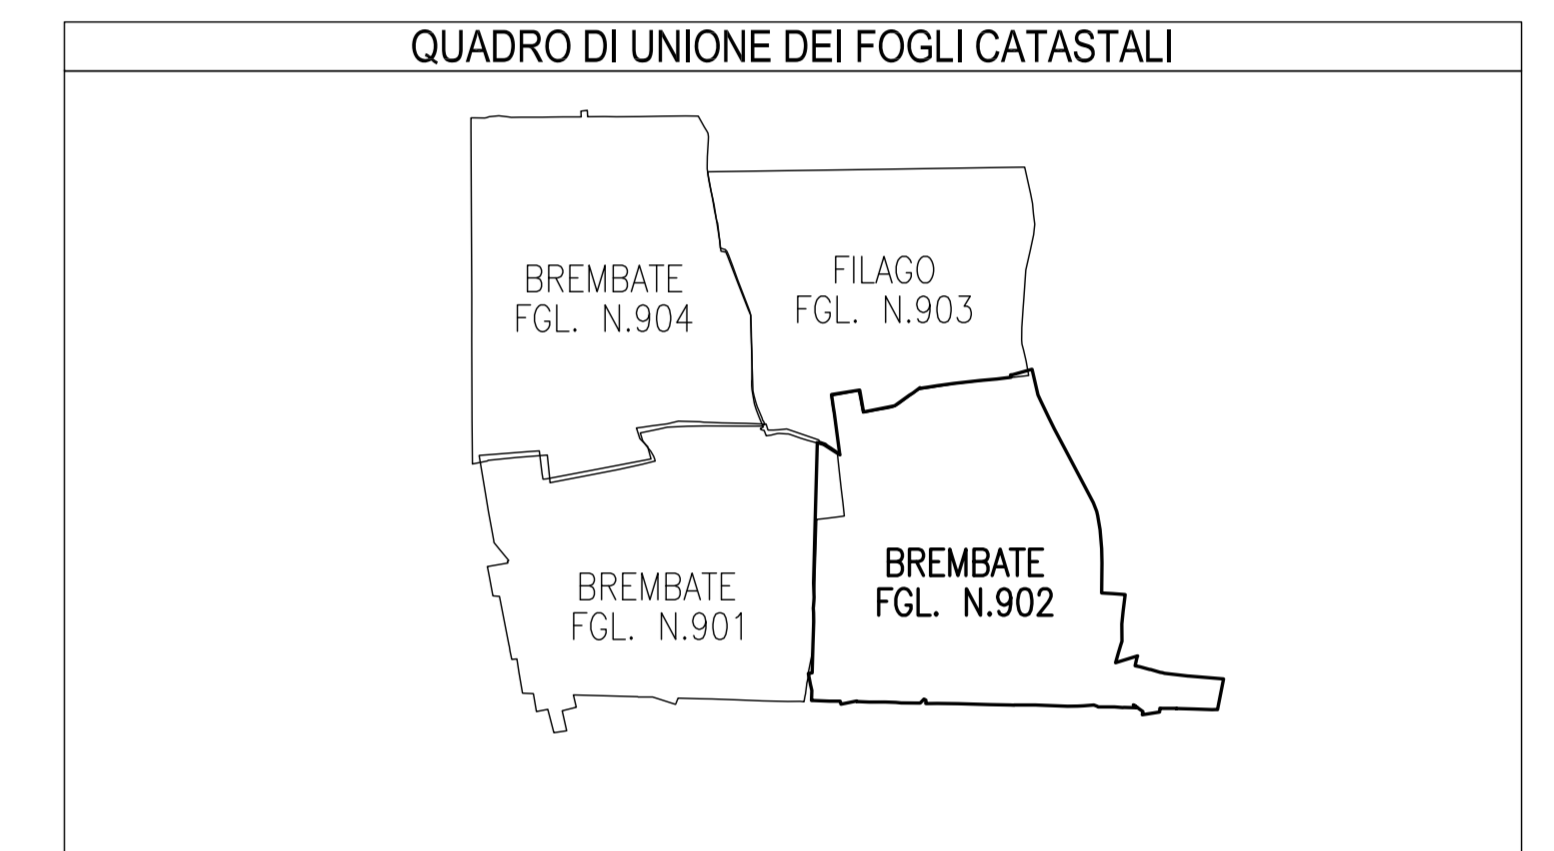 QUADRO DI UNIONE DEI FOGLI CATASTALI
BREMBATE
FGL. N.904
FILAGO
FGL. N.903
BREMBATE
FGL. N.901
BREMBATE
FGL. N.902